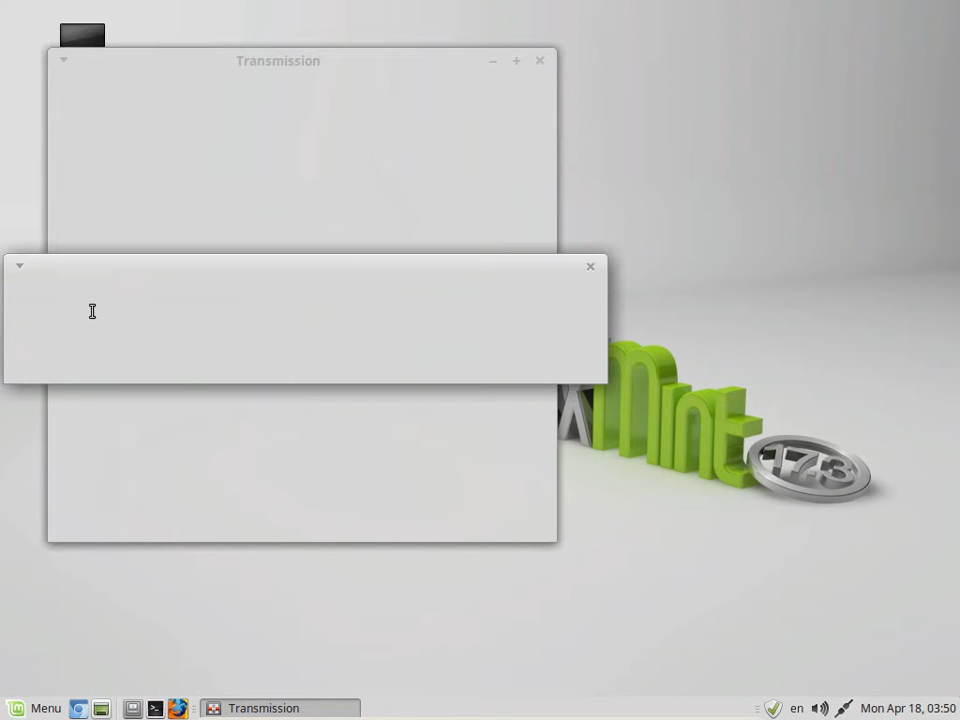 Transmission
mint
17.3
Menu
Transmission
en
Mon Apr 18, 03:50